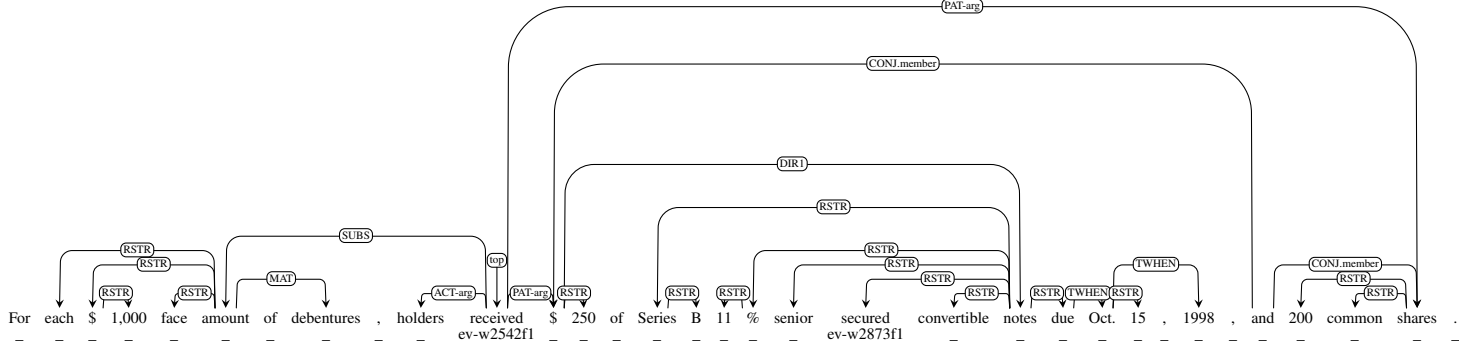 PAT-arg
CONJ.member
DIR1
RSTR
SUBS
RSTR RSTR
top
RSTR RSTR TWHEN CONJ.member
MAT RSTR RSTR
RSTR RSTR ACT-arg PAT-arg RSTR RSTR RSTR RSTR RSTR TWHEN RSTR RSTR
For each $ 1,000 face amount of debentures , holders received $ 250 of Series B 11 % senior secured convertible notes due Oct. 15 , 1998 , and 200 common shares .
_ _ _ _ _ _ _ _ _ _ ev-w2542f1 _ _ _ _ _ _ _ _ ev-w2873f1 _ _ _ _ _ _ _ _ _ _ _ _ _